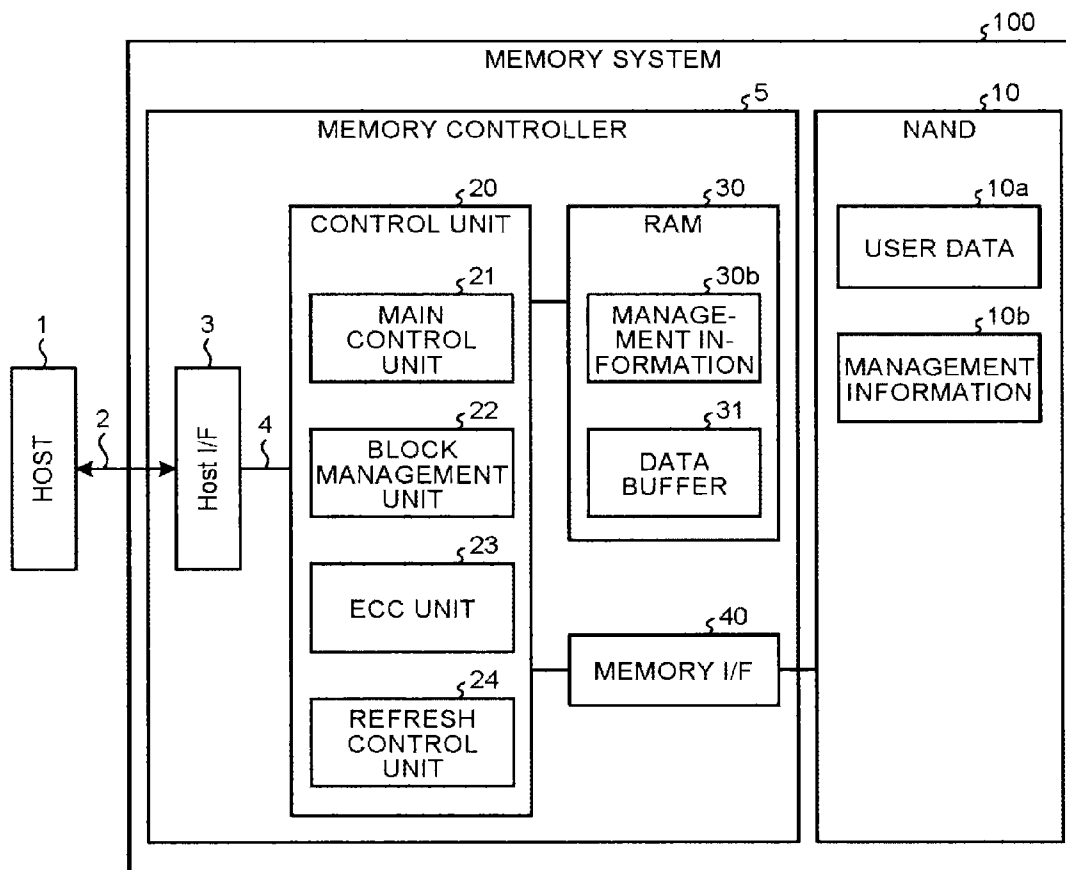 100
MEMORY SYSTEM
5
MEMORY CONTROLLER
10
NAND
20
CONTROL UNIT
30
RAM
10a
USER DATA
21
MAIN
CONTROL
UNIT
30b
MANAGE-
MENT IN-
FORMATION
10b
MANAGEMENT
INFORMATION
1
HOST
2
3
Host I/F
4
22
BLOCK
MANAGEMENT
UNIT
31
DATA
BUFFER
23
ECC UNIT
40
MEMORY I/F
24
REFRESH
CONTROL
UNIT